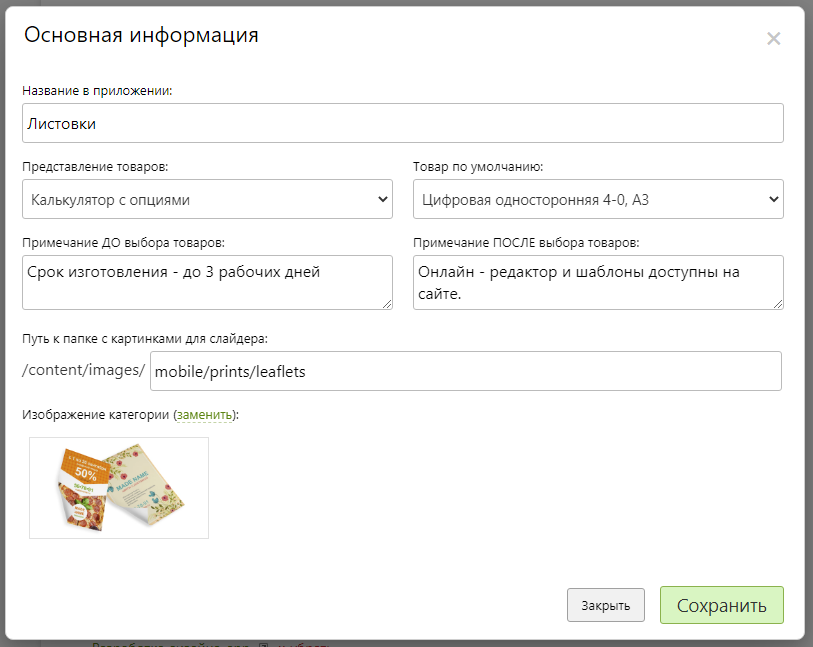 Основная информация
×
Название в приложении:
Листовки
Представление товаров:
Товар по умолчанию:
Калькулятор с опциями
Цифровая односторонняя 4-0, А3
Примечание ДО выбора товаров:
Примечание ПОСЛЕ выбора товаров:
Срок изготовления - до 3 рабочих дней
Онлайн - редактор и шаблоны доступны на
сайте.
Путь к папке с картинками для слайдера:
/content/images/ mobile/prints/leaflets
Изображение категории (заменить):
50%
MADE NAME
Закрыть
Сохранить